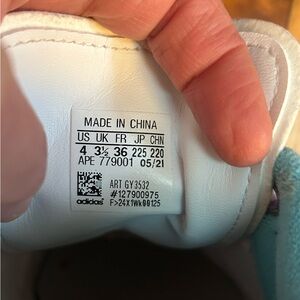 MADE IN CHINA
US UK FR JP CHN
4 3½ 36 225 220
APE 779001 05/21
ART GY3532
#127900975
adidas F>24X1Wk00125